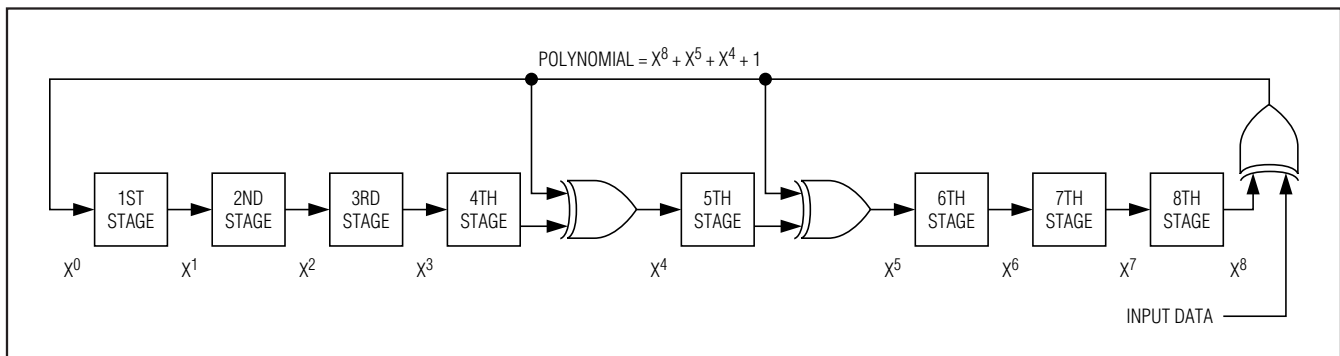 POLYNOMIAL = X⁸ + X⁵ + X⁴ + 1
1ST
STAGE
2ND
STAGE
3RD
STAGE
4TH
STAGE
5TH
STAGE
6TH
STAGE
7TH
STAGE
8TH
STAGE
X⁰ X¹ X² X³ X⁴ X⁵ X⁶ X⁷ X⁸
INPUT DATA